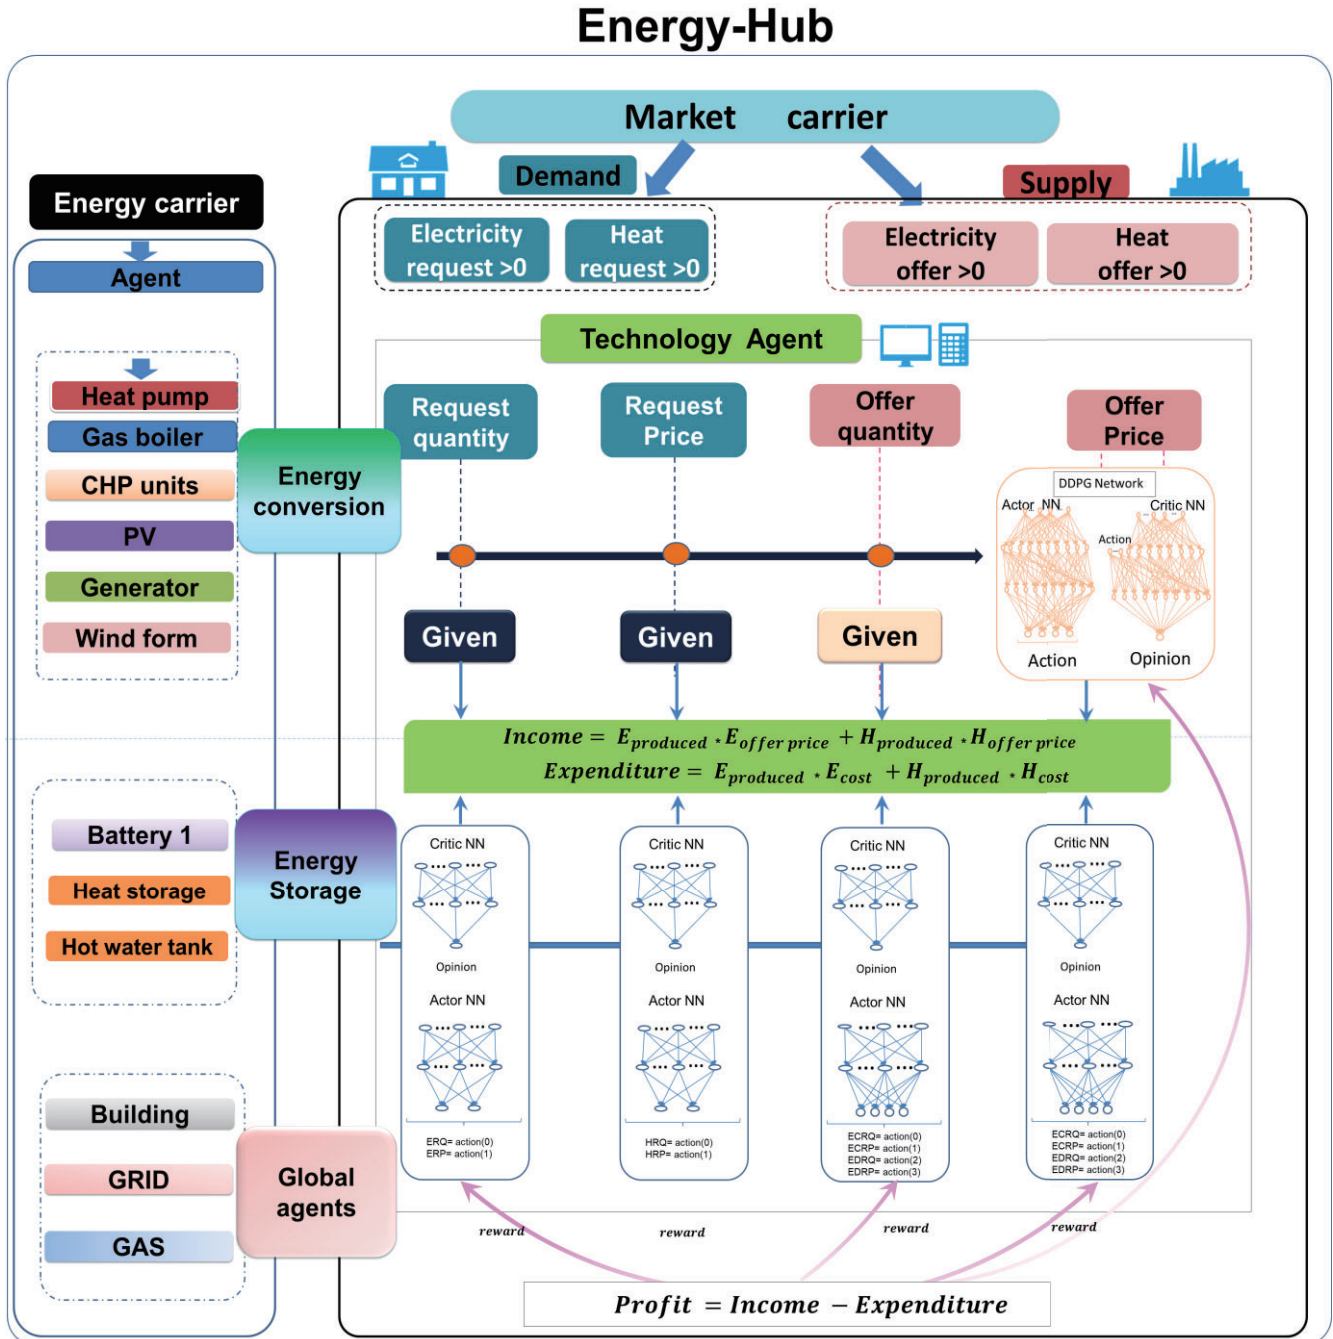 Energy-Hub
Market carrier
Demand
Supply
Energy carrier
Agent
Electricity
request >0
Heat
request >0
Electricity
offer >0
Heat
offer >0
Technology Agent
Heat pump
Gas boiler
CHP units
PV
Generator
Wind form
Energy
conversion
Request
quantity
Request
Price
Offer
quantity
Offer
Price
DDPG Network
Actor NN
Critic NN
Action
Action
Opinion
Given
Given
Given
Income = E_produced * E_offer price + H_produced * H_offer price
Expenditure = E_produced * E_cost + H_produced * H_cost
Battery 1
Heat storage
Hot water tank
Energy
Storage
Critic NN
Opinion
Actor NN
ERQ= action(0)
ERP= action(1)
Critic NN
Opinion
Actor NN
HRQ= action(0)
HRP= action(1)
Critic NN
Opinion
Actor NN
ECRQ= action(0)
ECRP= action(1)
EDRQ= action(2)
EDRP= action(3)
Critic NN
Opinion
Actor NN
ECRQ= action(0)
ECRP= action(1)
EDRQ= action(2)
EDRP= action(3)
Building
GRID
GAS
Global
agents
reward
reward
reward
reward
Profit = Income − Expenditure